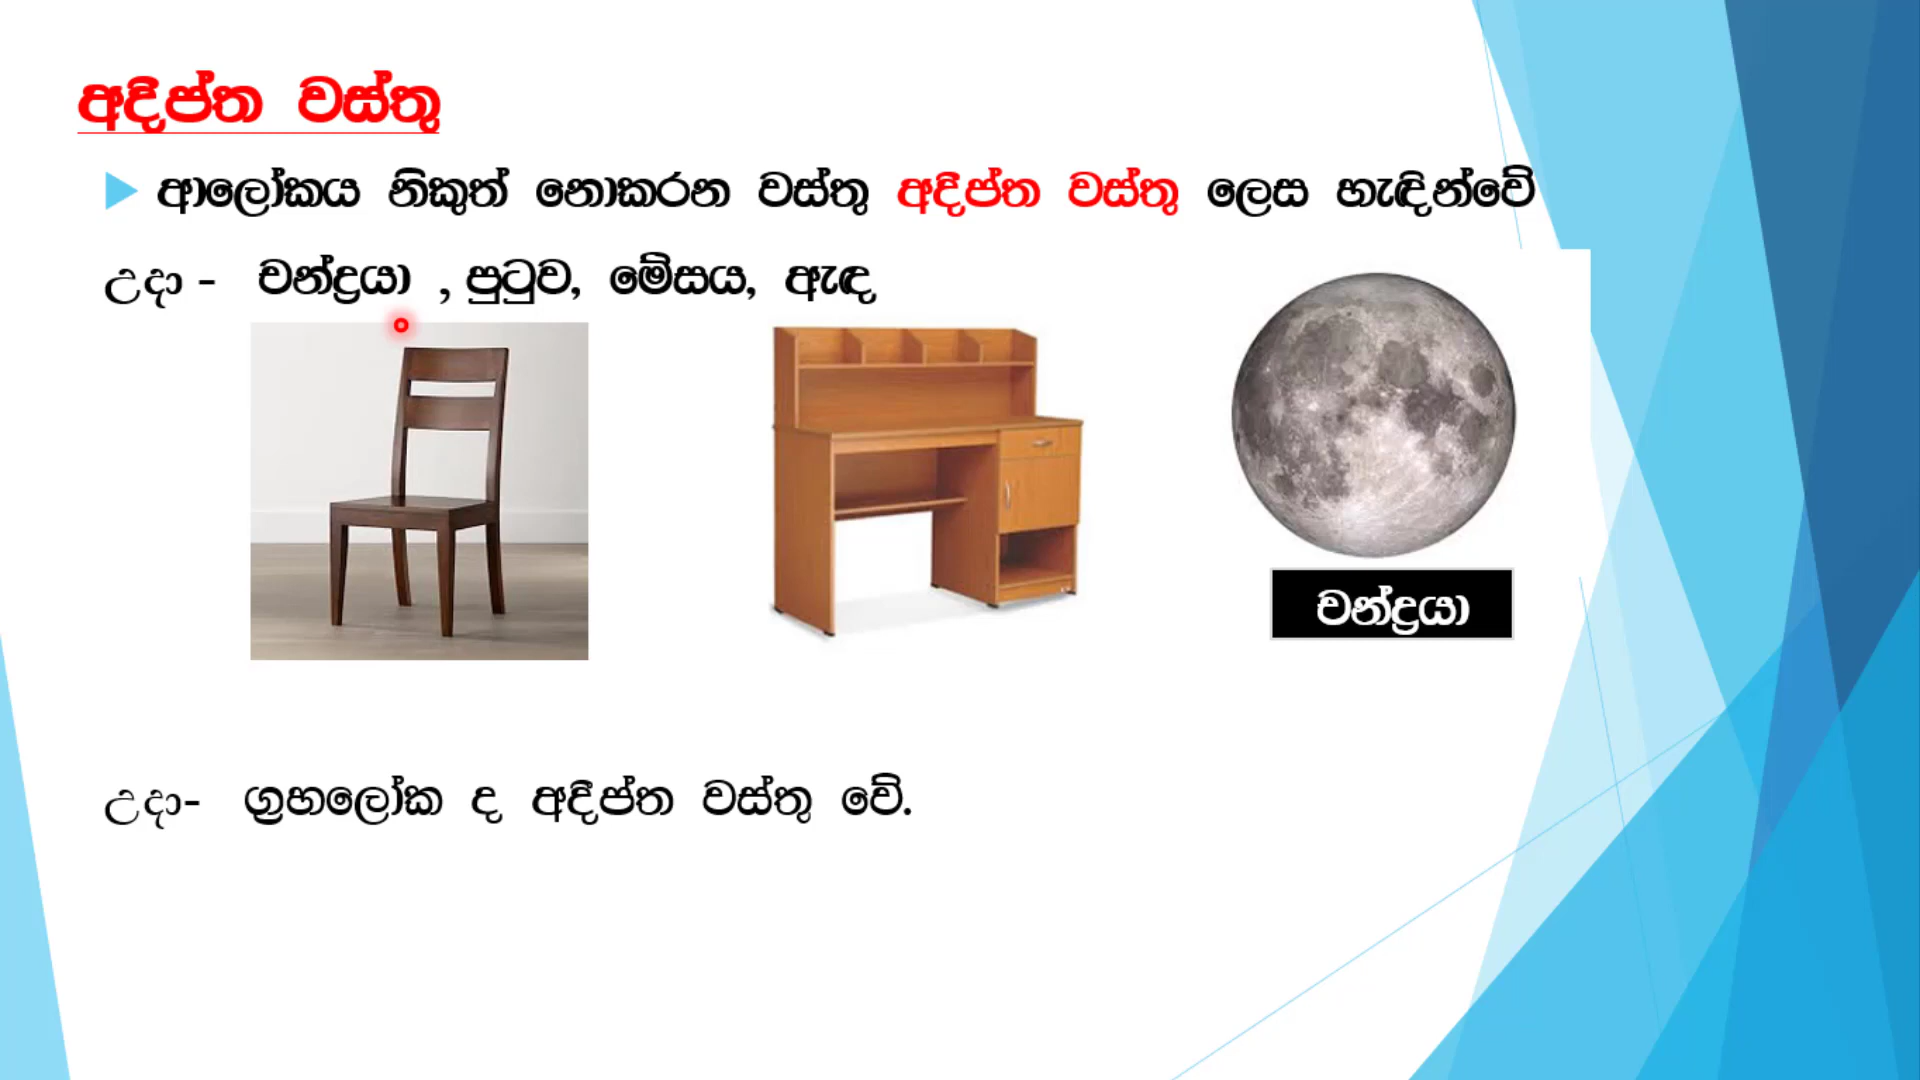 අදීප්ත වස්තු
ආලෝකය නිකුත් නොකරන වස්තු අදීප්ත වස්තු ලෙස හැඳින්වේ
උදා - චන්ද්‍රයා , පුටුව, මේසය, ඇඳ
චන්ද්‍රයා
උදා- ග්‍රහලෝක ද අදීප්ත වස්තු වේ.